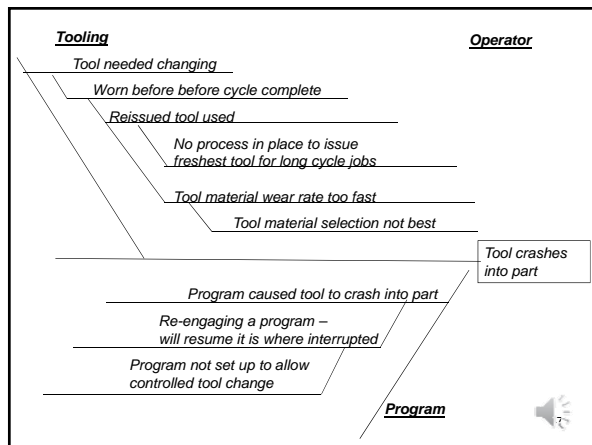 Tooling
Operator
Tool needed changing
Worn before before cycle complete
Reissued tool used
No process in place to issue
freshest tool for long cycle jobs
Tool material wear rate too fast
Tool material selection not best
Tool crashes
into part
Program caused tool to crash into part
Re-engaging a program –
will resume it is where interrupted
Program not set up to allow
controlled tool change
Program
7